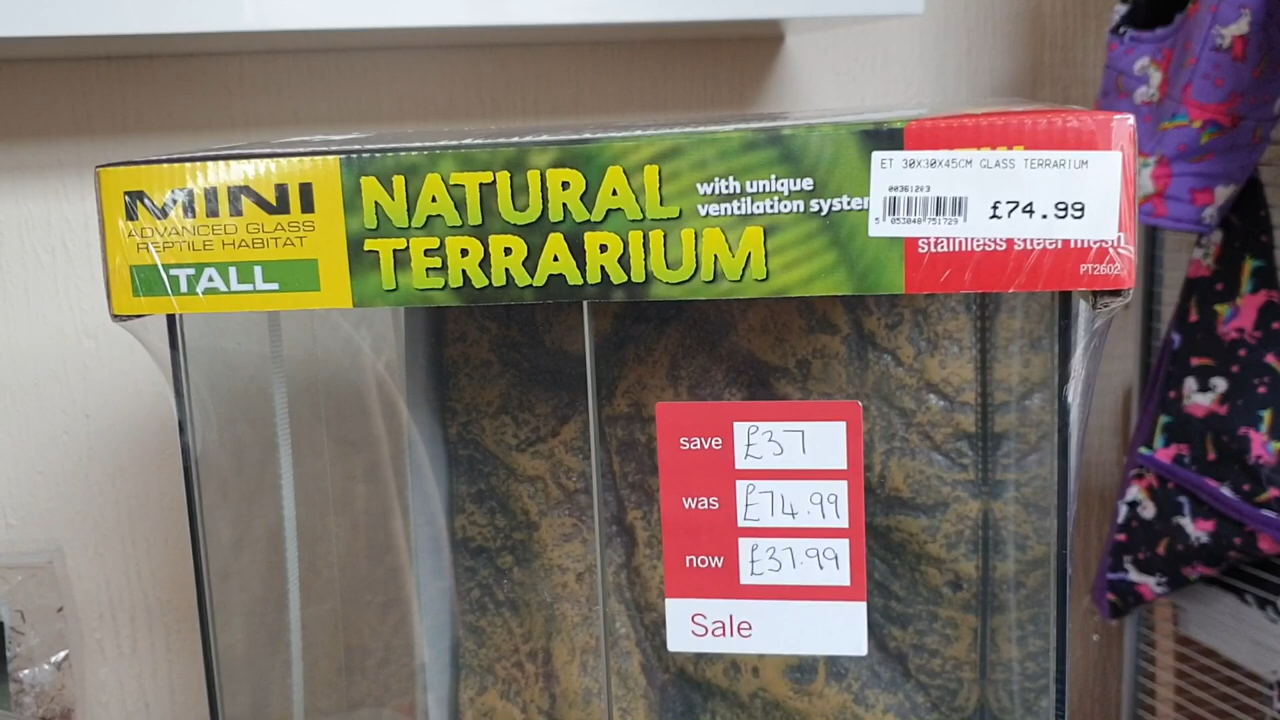 MINI
ADVANCED GLASS
REPTILE HABITAT
TALL
NATURAL
TERRARIUM
with unique
ventilation system
ET 30X30X45CM GLASS TERRARIUM
5 053048 751729
£74.99
stainless steel mesh
PT2602
save £37
was £74.99
now £37.99
Sale